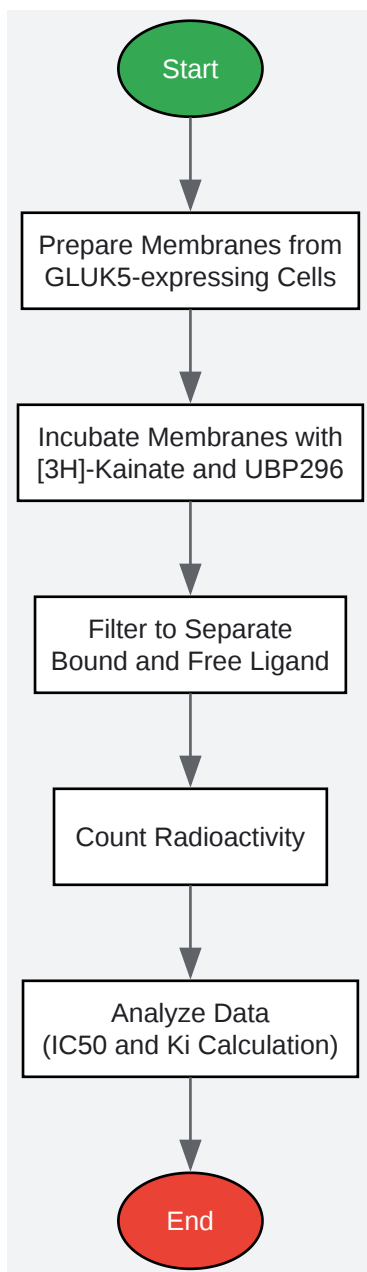 Start
Prepare Membranes from
GLUK5-expressing Cells
Incubate Membranes with
[3H]-Kainate and UBP296
Filter to Separate
Bound and Free Ligand
Count Radioactivity
Analyze Data
(IC50 and Ki Calculation)
End